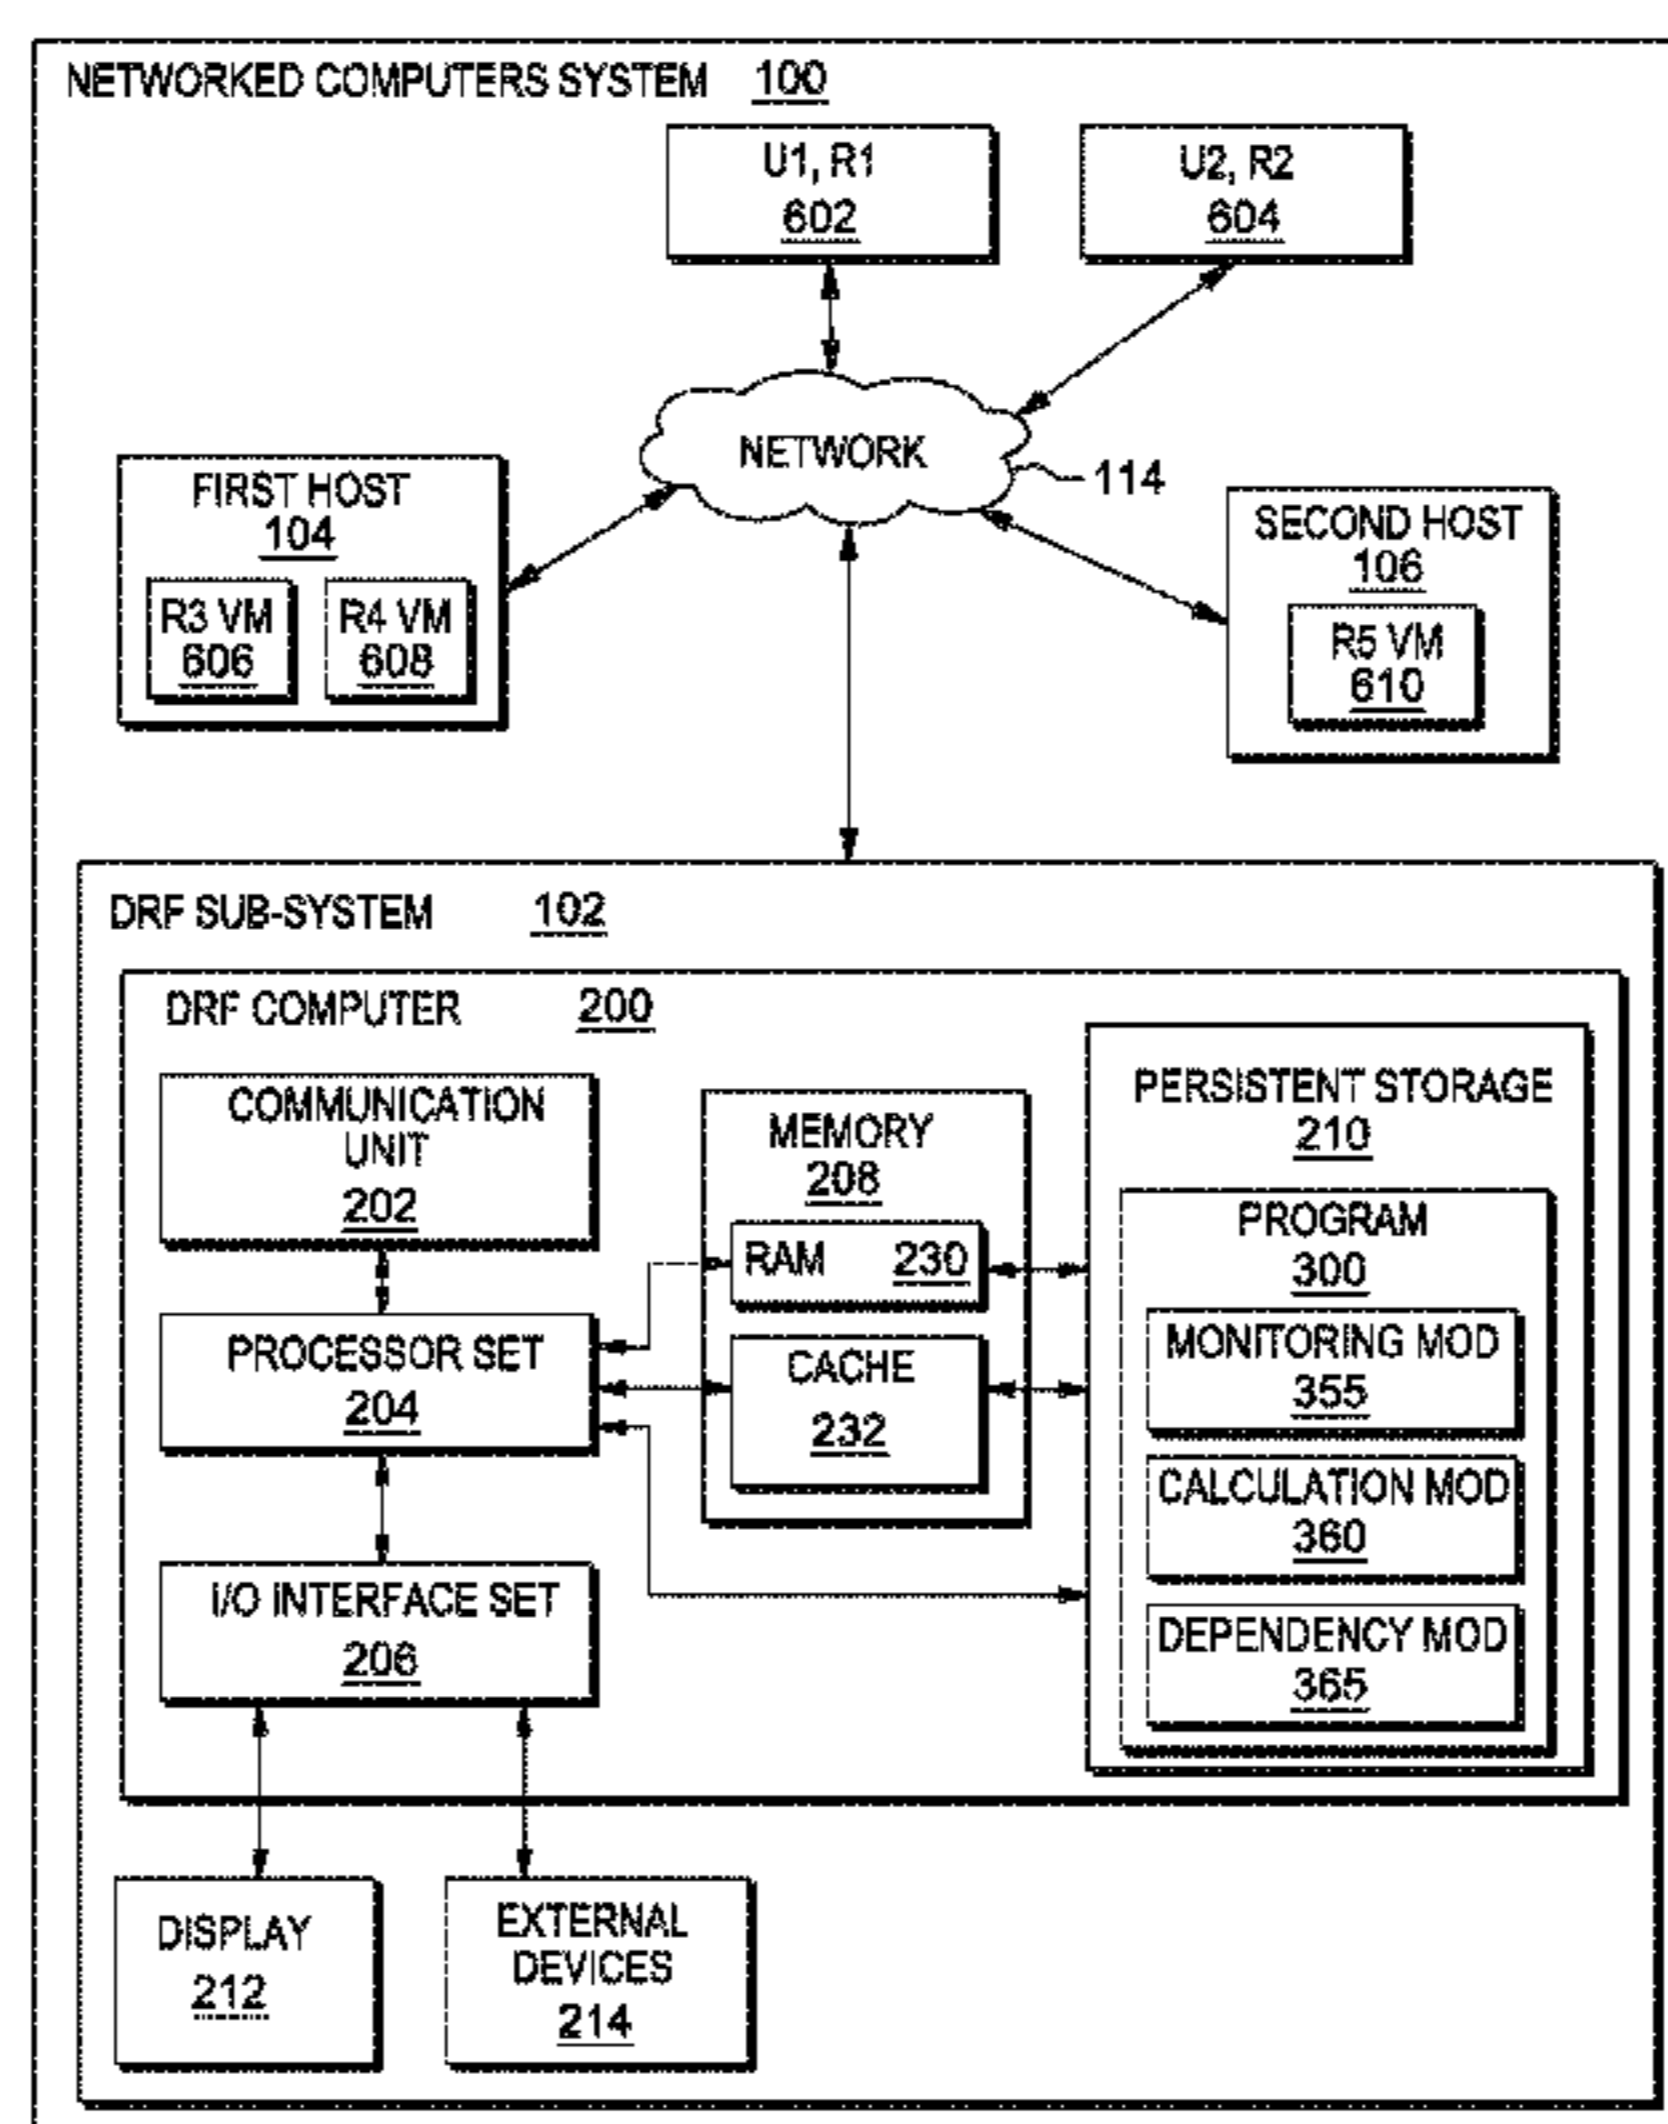 NETWORKED COMPUTERS SYSTEM 100
U1, R1
602
U2, R2
604
NETWORK
114
FIRST HOST
104
R3 VM
606
R4 VM
608
SECOND HOST
106
R5 VM
610
DRF SUB-SYSTEM 102
DRF COMPUTER 200
COMMUNICATION
UNIT
202
PROCESSOR SET
204
I/O INTERFACE SET
206
MEMORY
208
RAM 230
CACHE
232
PERSISTENT STORAGE
210
PROGRAM
300
MONITORING MOD
355
CALCULATION MOD
360
DEPENDENCY MOD
365
DISPLAY
212
EXTERNAL
DEVICES
214